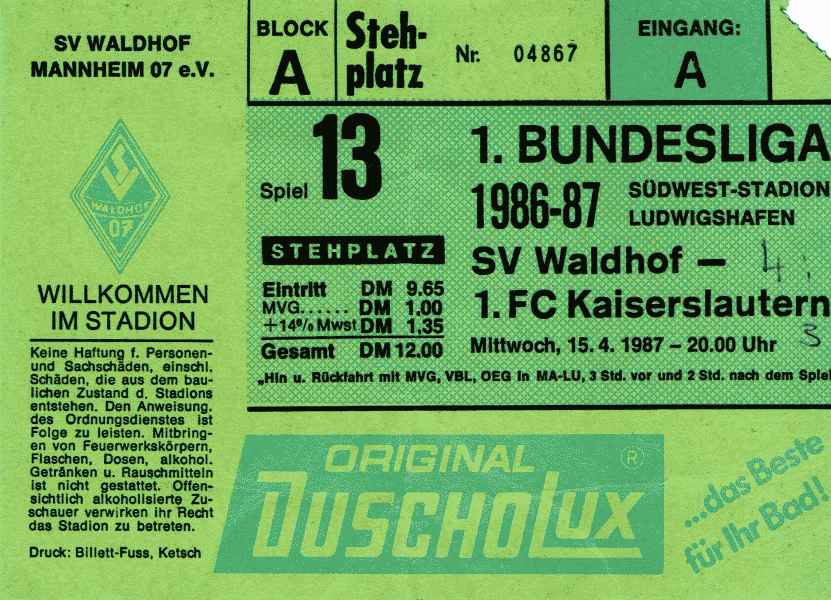 SV WALDHOF
MANNHEIM 07 e.V.
WALDHOF
07
WILLKOMMEN
IM STADION
Keine Haftung f. Personen-
und Sachschäden, einschl.
Schäden, die aus dem bau-
lichen Zustand d. Stadions
entstehen. Den Anweisung.
des Ordnungsdienstes ist
Folge zu leisten. Mitbring-
en von Feuerwerkskörpern,
Flaschen, Dosen, alkohol.
Getränken u. Rauschmitteln
ist nicht gestattet. Offen-
sichtlich alkoholisierte Zu-
schauer verwirken ihr Recht
das Stadion zu betreten.
Druck: Billett-Fuss, Ketsch
BLOCK
A
Steh-
platz
Nr. 04867
EINGANG:
A
Spiel 13
STEHPLATZ
Eintritt DM 9.65
MVG...... DM 1.00
+14% Mwst DM 1,35
Gesamt DM 12.00
1. BUNDESLIGA
1986-87 SÜDWEST-STADION
LUDWIGSHAFEN
SV Waldhof – 4:
1. FC Kaiserslautern
3
Mittwoch, 15.4.1987 – 20.00 Uhr
„Hin u. Rückfahrt mit MVG, VBL, OEG in MA-LU, 3 Std. vor und 2 Std. nach dem Spiel
ORIGINAL ®
DUSCHOLUX
...das Beste
für Ihr Bad!